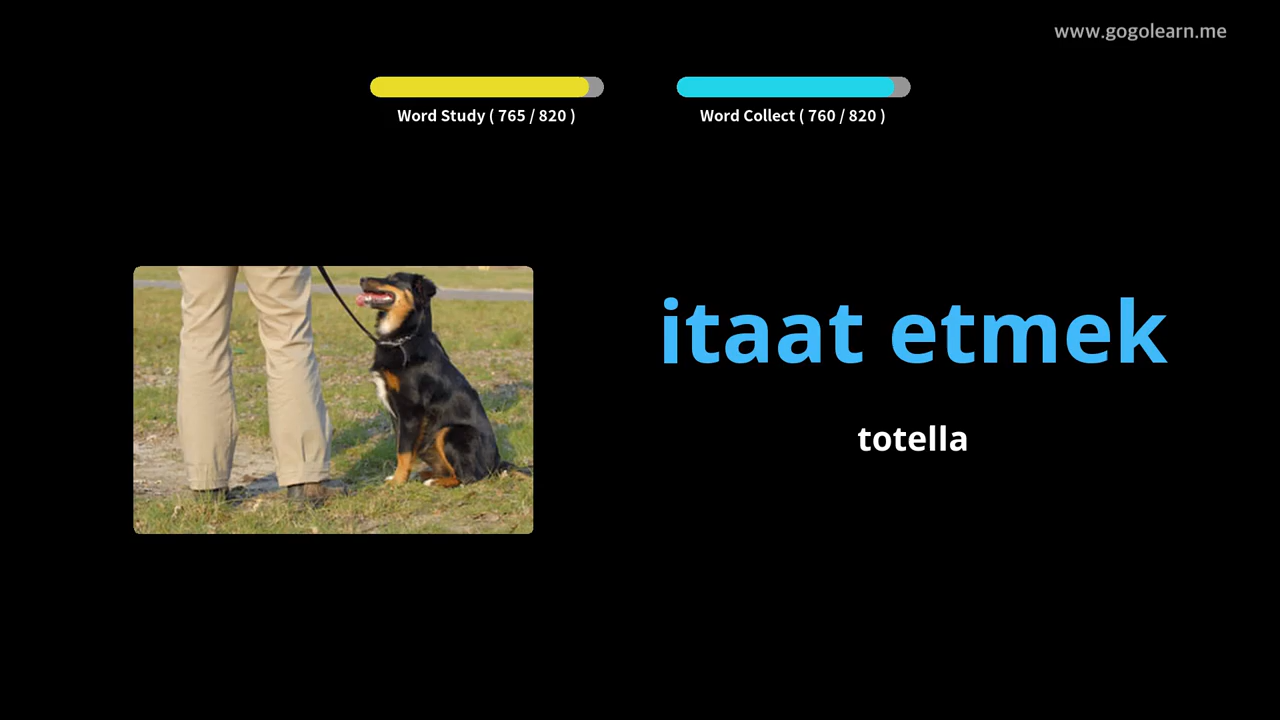 www.gogolearn.me
Word Study ( 765 / 820 )
Word Collect ( 760 / 820 )
itaat etmek
totella